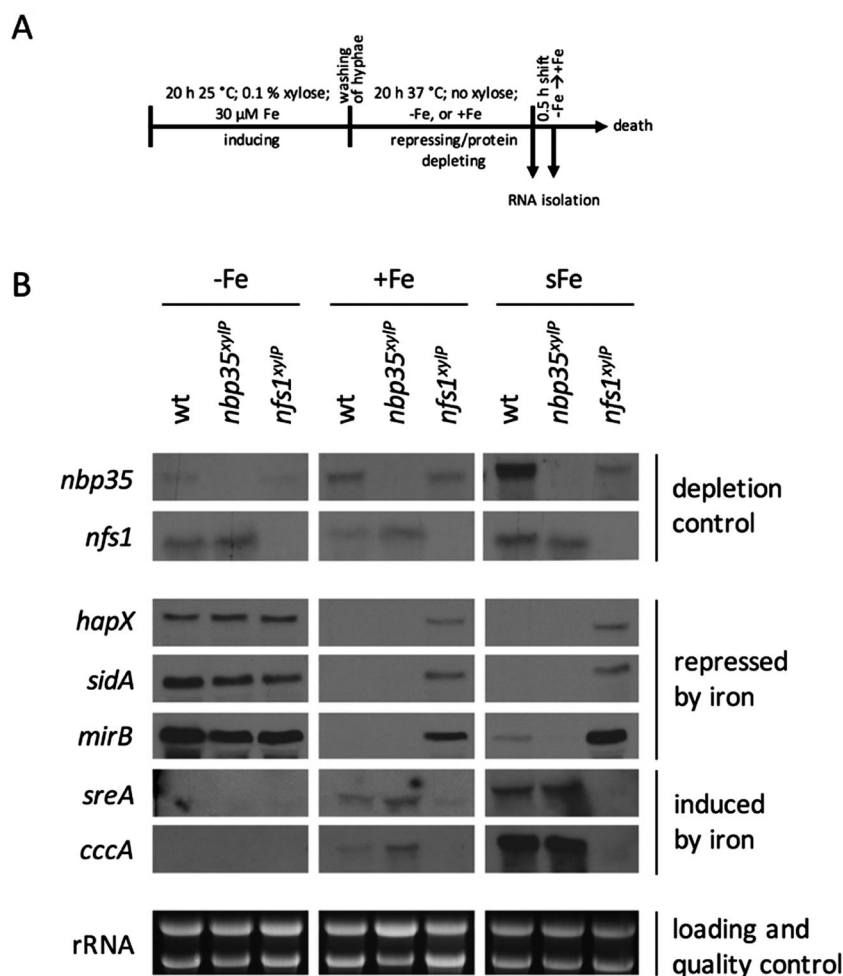 A
20 h 25 °C; 0.1 % xylose;
30 µM Fe
inducing
washing
of hyphae
20 h 37 °C; no xylose;
-Fe, or +Fe
repressing/protein
depleting
0.5 h shift
-Fe → +Fe
death
RNA isolation
B
-Fe +Fe sFe
wt nbp35xylP nfs1xylP wt nbp35xylP nfs1xylP wt nbp35xylP nfs1xylP
nbp35
nfs1
depletion
control
hapX
sidA
mirB
repressed
by iron
sreA
cccA
induced
by iron
rRNA
loading and
quality control